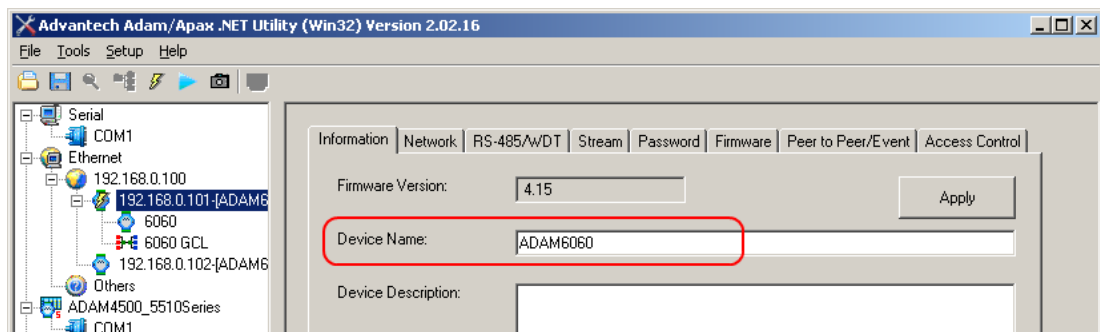 Advantech Adam/Apax .NET Utility (Win32) Version 2.02.16
File Tools Setup Help
Serial
COM1
Ethernet
192.168.0.100
192.168.0.101-[ADAM6
6060
6060 GCL
192.168.0.102-[ADAM6
Others
ADAM4500_5510Series
COM1
Information Network RS-485/WDT Stream Password Firmware Peer to Peer/Event Access Control
Firmware Version: 4.15 Apply
Device Name: ADAM6060
Device Description: